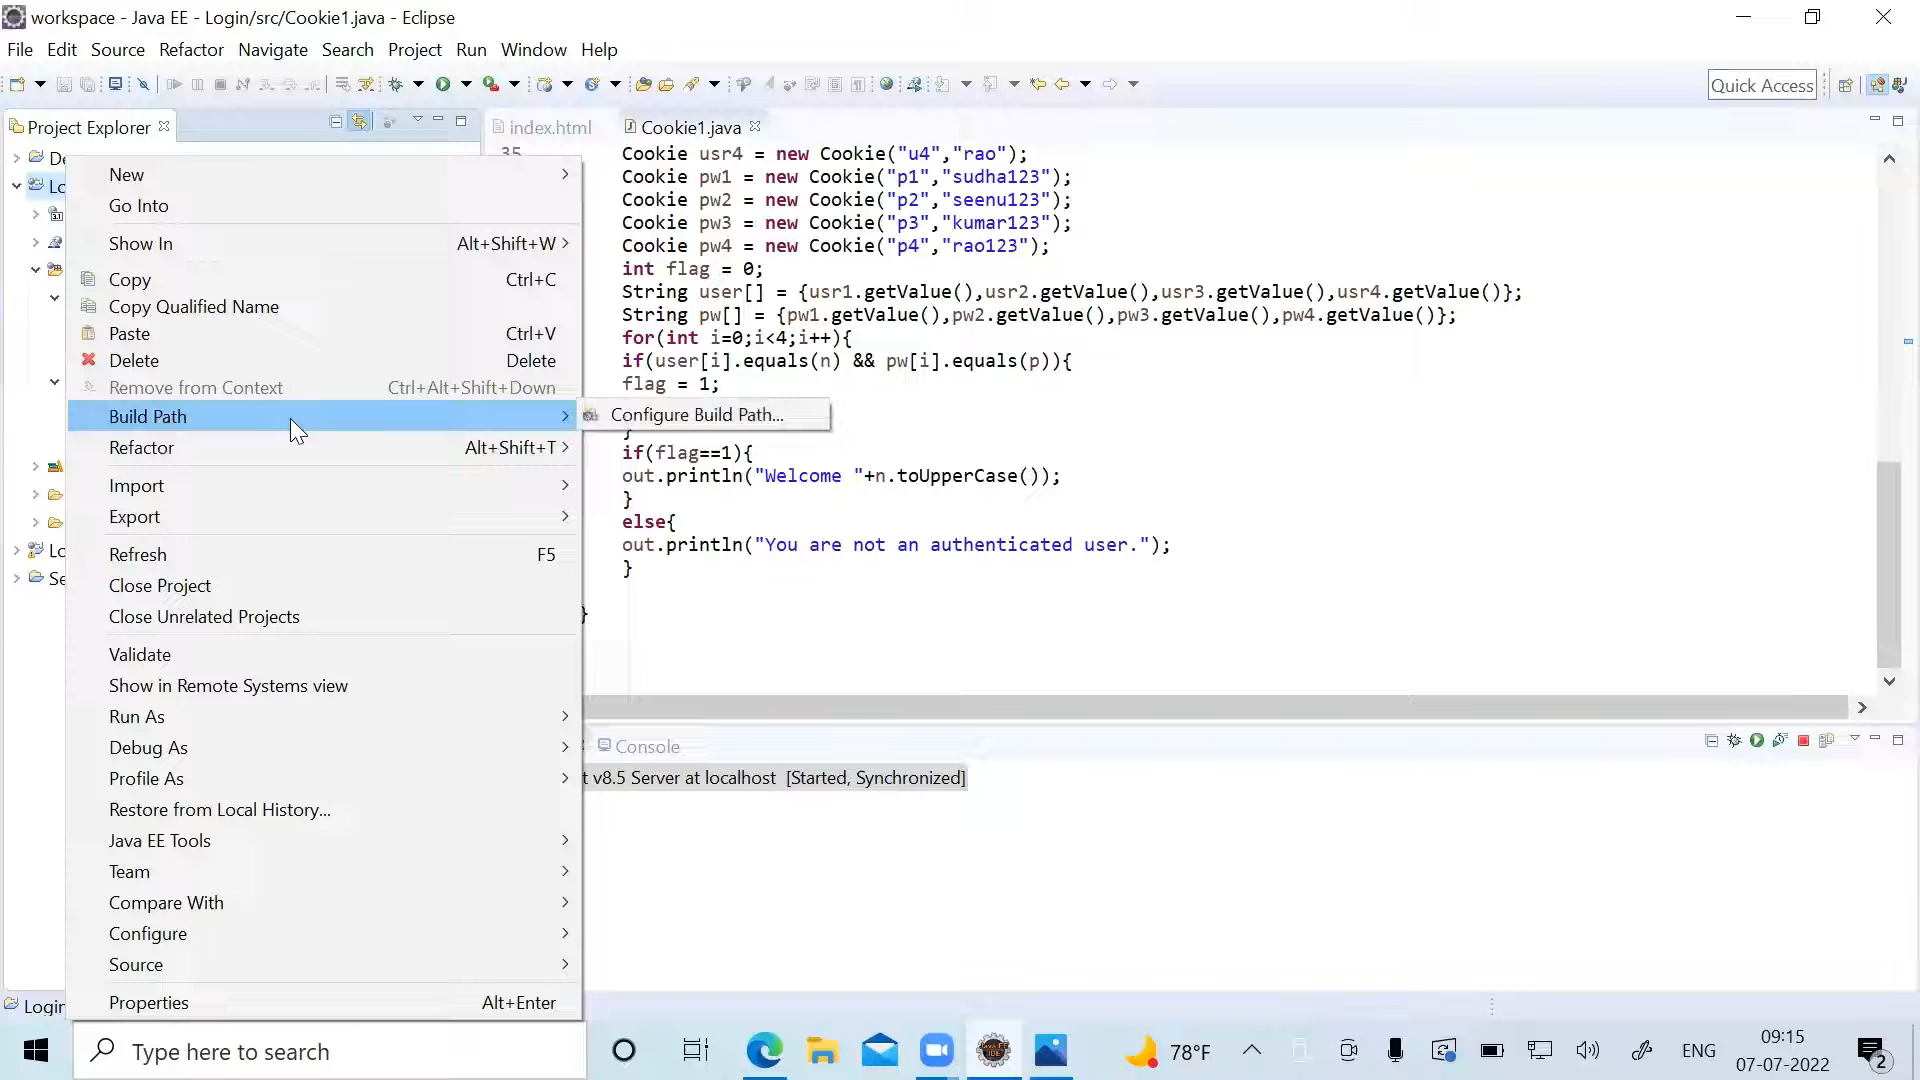 workspace - Java EE - Login/src/Cookie1.java - Eclipse
File Edit Source Refactor Navigate Search Project Run Window Help
Quick Access
Project Explorer
index.html
Cookie1.java
De
Lo
Lo
Se
Login
New
Go Into
Show In Alt+Shift+W
Copy Ctrl+C
Copy Qualified Name
Paste Ctrl+V
Delete Delete
Remove from Context Ctrl+Alt+Shift+Down
Build Path
Refactor Alt+Shift+T
Import
Export
Refresh F5
Close Project
Close Unrelated Projects
Validate
Show in Remote Systems view
Run As
Debug As
Profile As
Restore from Local History...
Java EE Tools
Team
Compare With
Configure
Source
Properties Alt+Enter
Configure Build Path...
35
Cookie usr4 = new Cookie("u4","rao");
Cookie pw1 = new Cookie("p1","sudha123");
Cookie pw2 = new Cookie("p2","seenu123");
Cookie pw3 = new Cookie("p3","kumar123");
Cookie pw4 = new Cookie("p4","rao123");
int flag = 0;
String user[] = {usr1.getValue(),usr2.getValue(),usr3.getValue(),usr4.getValue()};
String pw[] = {pw1.getValue(),pw2.getValue(),pw3.getValue(),pw4.getValue()};
for(int i=0;i<4;i++){
if(user[i].equals(n) && pw[i].equals(p)){
flag = 1;
}
if(flag==1){
out.println("Welcome "+n.toUpperCase());
}
else{
out.println("You are not an authenticated user.");
}
}
Console
t v8.5 Server at localhost [Started, Synchronized]
Type here to search
78°F
ENG
09:15
07-07-2022
2